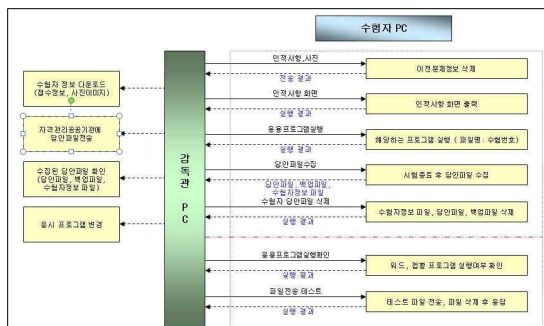 수험자 PC
수험자 정보 다운로드
(접수정보, 사진이미지)
자격관리공공기관에
답안파일전송
수집된 답안파일 확인
(답안파일, 백업파일,
수험자정보 파일)
응시 프로그램 변경
감독관 PC
인적사항,사진
전송 결과
이전문제정보 삭제
인적사항 화면
실행 결과
인적사항 화면 출력
응용프로그램실행
실행 결과
해당하는 프로그램 실행 ( 파일명 : 수험번호)
답안파일수집
답안파일, 백업파일,
수험자정보 파일
시험종료 후 답안파일 수집
수험자 답안파일 삭제
실행 결과
수험자정보 파일, 답안파일, 백업파일 삭제
응용프로그램실행확인
실행 결과
워드, 컴활 프로그램 실행여부 확인
파일전송 테스트
실행 결과
테스트 파일 전송, 파일 삭제 후 응답